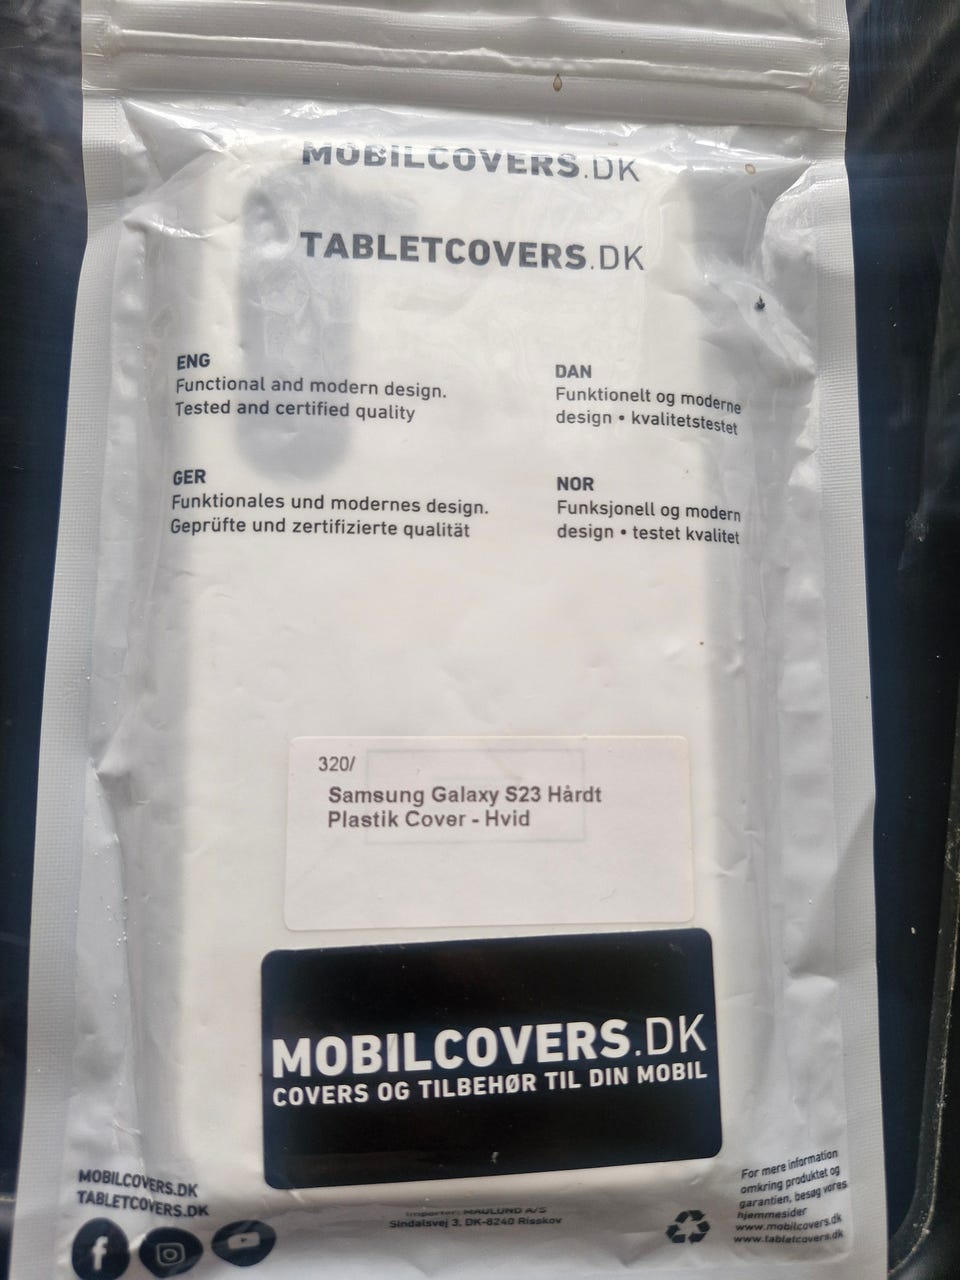 MOBILCOVERS.DK
TABLETCOVERS.DK
ENG
Functional and modern design.
Tested and certified quality
DAN
Funktionelt og moderne
design • kvalitetstestet
GER
Funktionales und modernes design.
Geprüfte und zertifizierte qualität
NOR
Funksjonell og modern
design • testet kvalitet
320/
Samsung Galaxy S23 Hårdt
Plastik Cover - Hvid
MOBILCOVERS.DK
COVERS OG TILBEHØR TIL DIN MOBIL
MOBILCOVERS.DK
TABLETCOVERS.DK
Importør: MAULUND A/S
Sindalsvej 3, DK-8240 Risskov
For mere information
omkring produktet og
garantien, besøg vores
hjemmesider
www.mobilcovers.dk
www.tabletcovers.dk